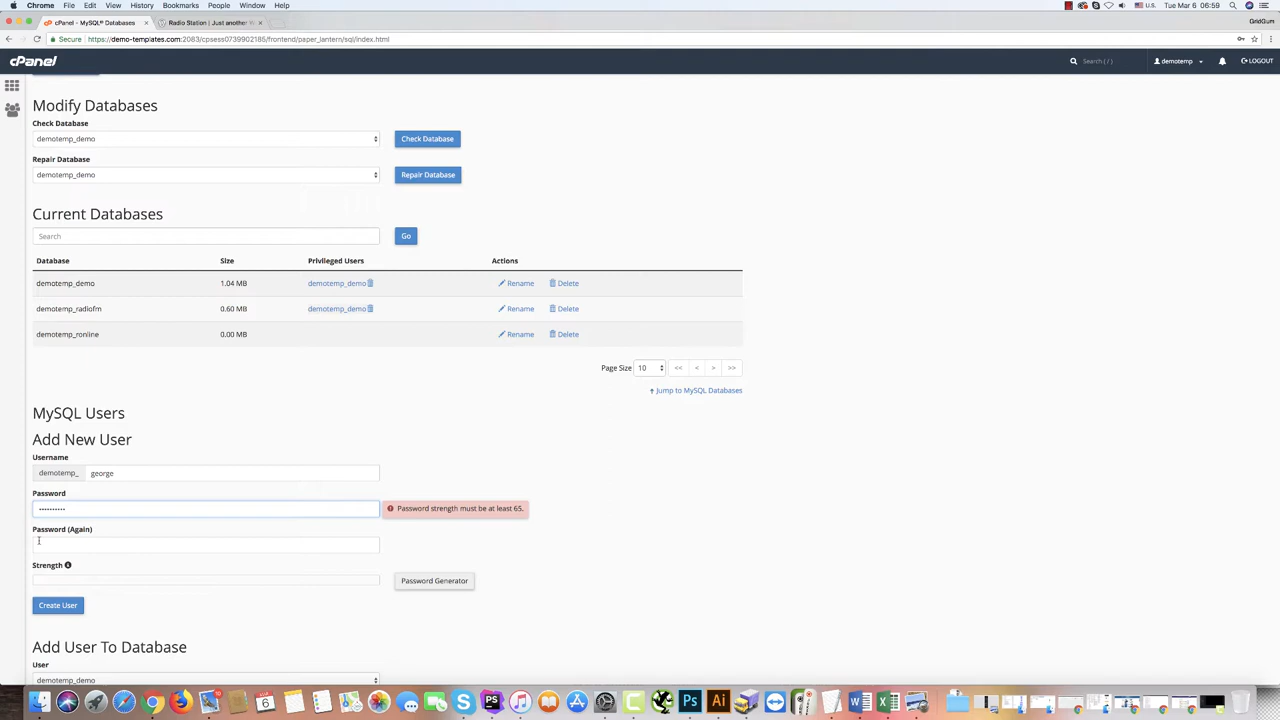 Chrome File Edit View History Bookmarks People Window Help U.S. Tue Mar 6 06:59
cPanel - MySQL® Databases × Radio Station | Just another × GridGum
Secure https://demo-templates.com:2083/cpsess0739902185/frontend/paper_lantern/sql/index.html
cPanel Search ( / ) demotemp LOGOUT
Modify Databases
Check Database
demotemp_demo Check Database
Repair Database
demotemp_demo Repair Database
Current Databases
Search Go
Database Size Privileged Users Actions
demotemp_demo 1.04 MB demotemp_demo Rename Delete
demotemp_radiofm 0.60 MB demotemp_demo Rename Delete
demotemp_ronline 0.00 MB Rename Delete
Page Size 10 << < > >>
Jump to MySQL Databases
MySQL Users
Add New User
Username
demotemp_ george
Password
•••••••••• Password strength must be at least 65.
Password (Again)
Strength
Password Generator
Create User
Add User To Database
User
demotemp_demo